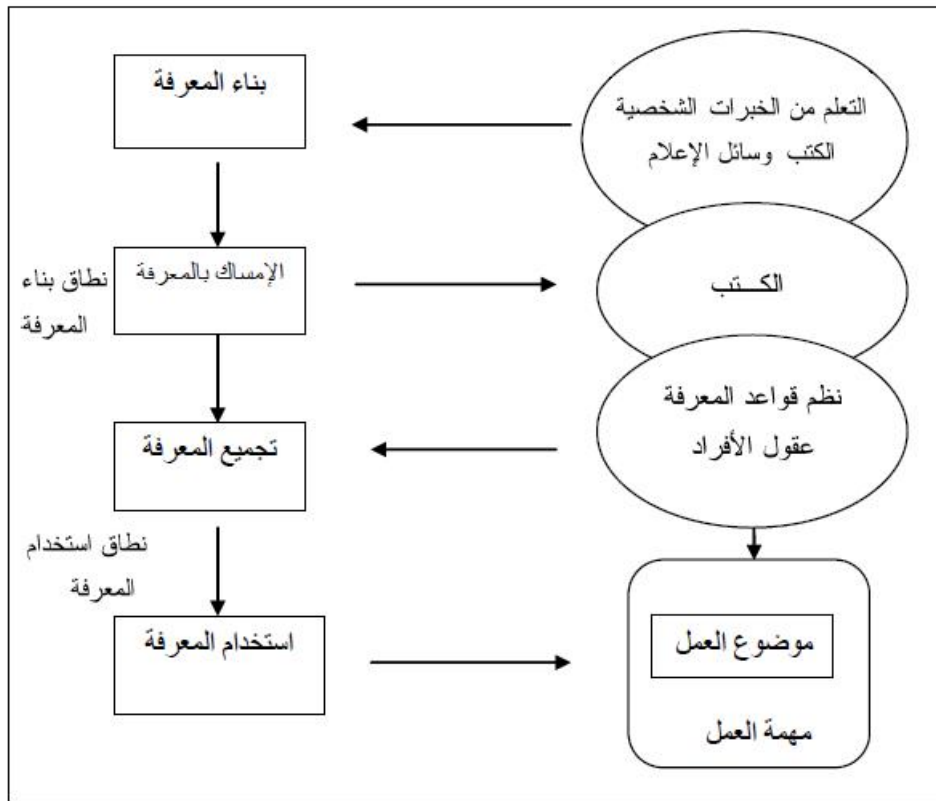 بناء المعرفة
التعلم من الخبرات الشخصية
الكتب وسائل الإعلام
الإمساك بالمعرفة
نطاق بناء
المعرفة
الكـــتب
تجميع المعرفة
نظم قواعد المعرفة
عقول الأفراد
نطاق استخدام
المعرفة
استخدام المعرفة
موضوع العمل
مهمة العمل